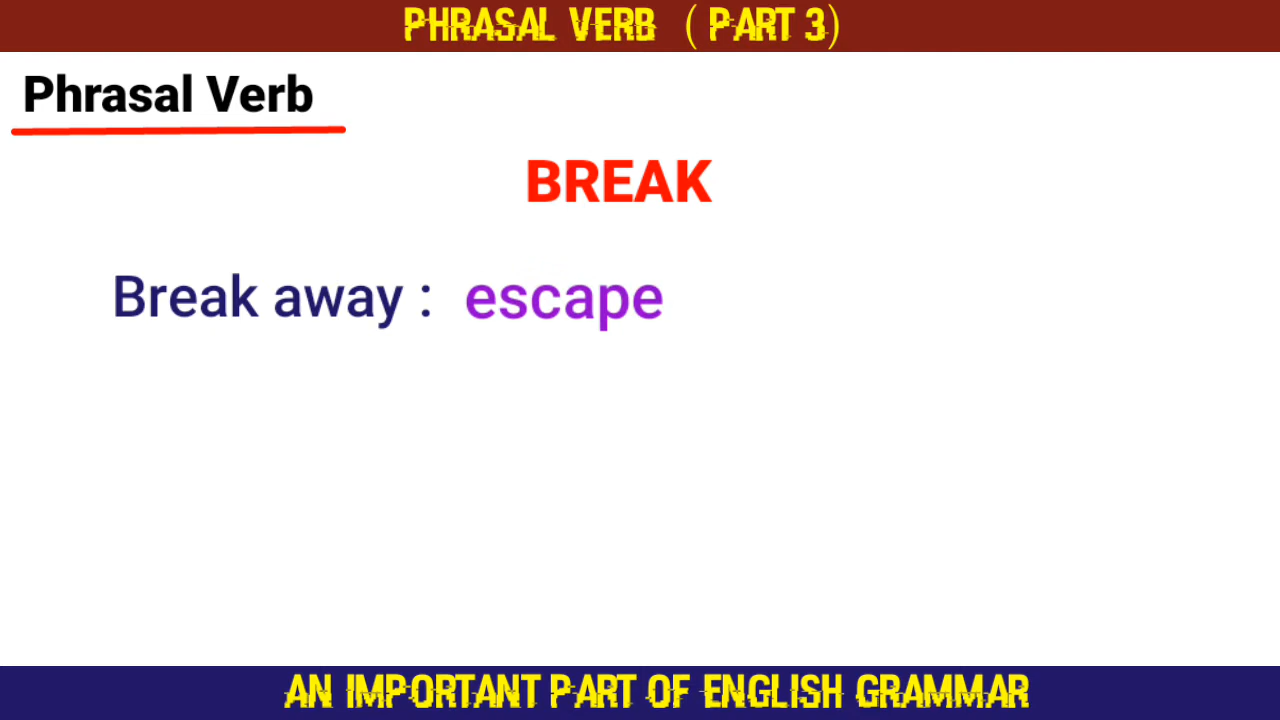 PHRASAL VERB ( PART 3)
Phrasal Verb
BREAK
Break away : escape
AN IMPORTANT PART OF ENGLISH GRAMMAR